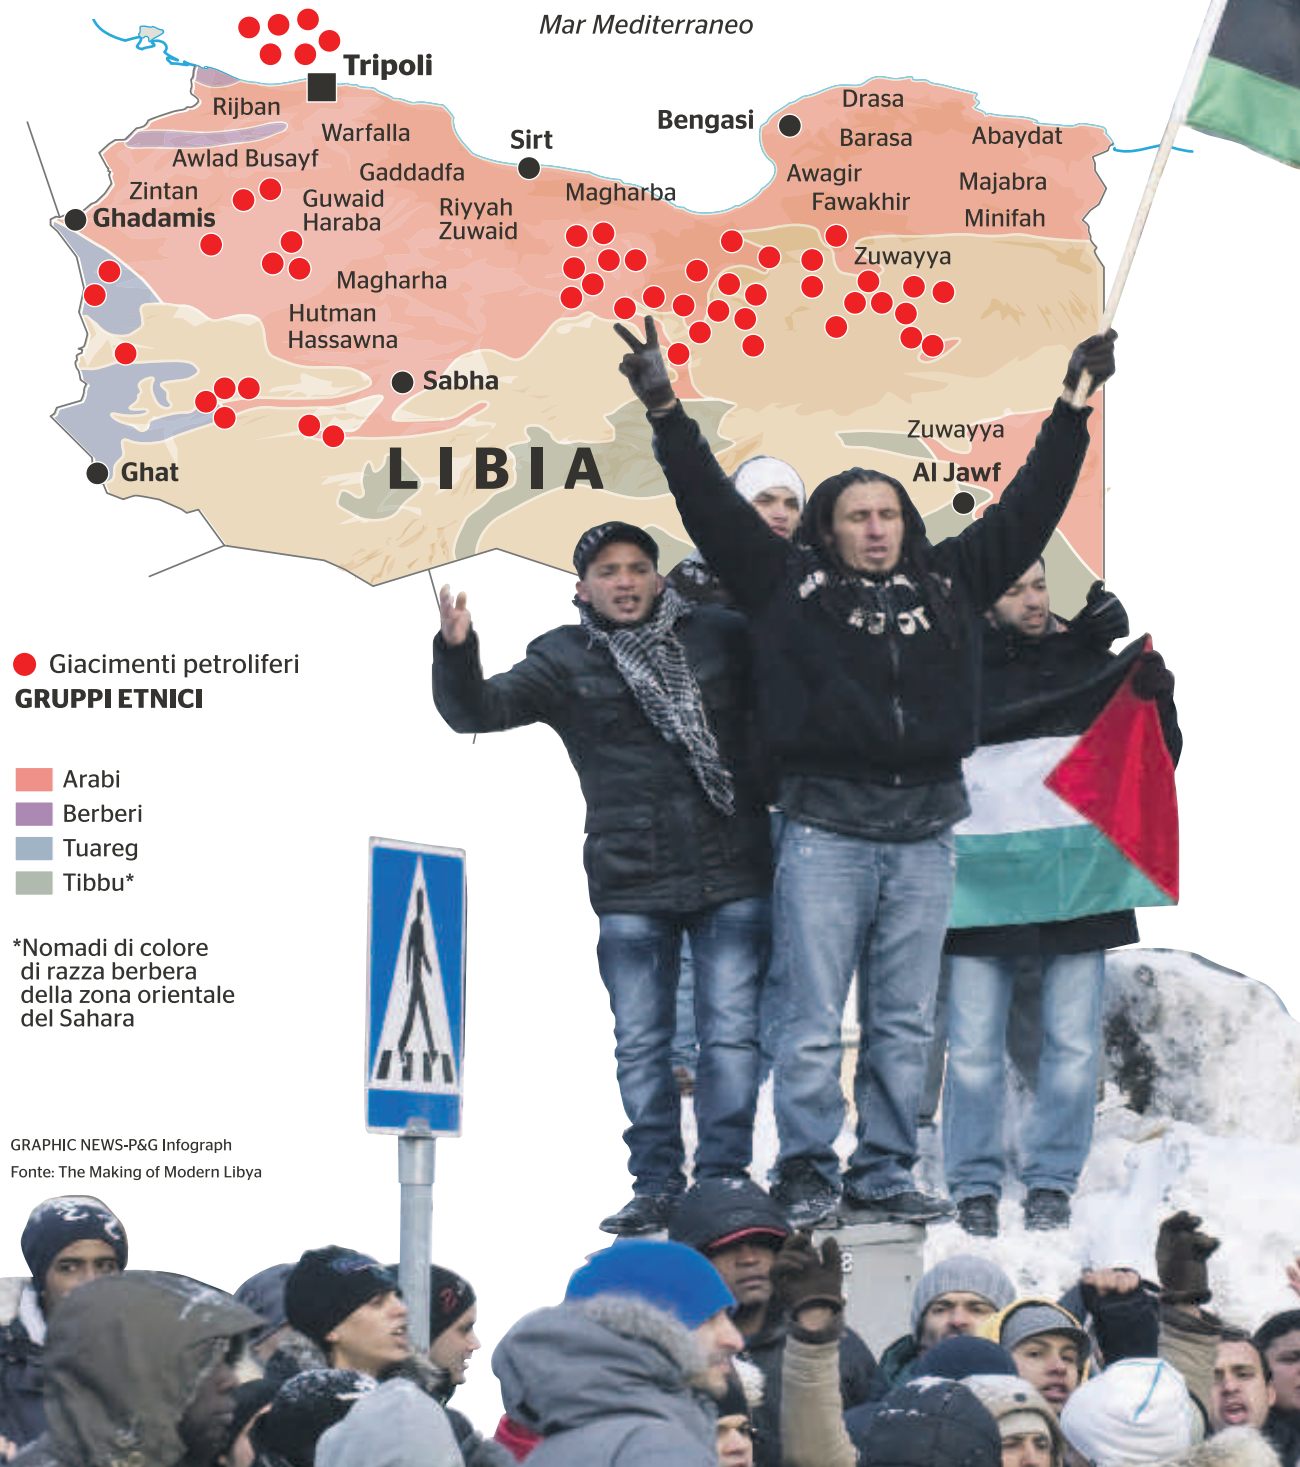 Mar Mediterraneo
Tripoli
Rijban
Warfalla
Awlad Busayf
Gaddadfa
Zintan
Guwaid
Haraba
Ghadamis
Riyyah
Zuwaid
Sirt
Magharba
Bengasi
Drasa
Barasa
Abaydat
Awagir
Fawakhir
Majabra
Minifah
Zuwayya
Magharha
Hutman
Hassawna
Sabha
LIBIA
Ghat
Zuwayya
Al Jawf
Giacimenti petroliferi
GRUPPI ETNICI
Arabi
Berberi
Tuareg
Tibbu*
*Nomadi di colore
di razza berbera
della zona orientale
del Sahara
GRAPHIC NEWS-P&G Infograph
Fonte: The Making of Modern Libya